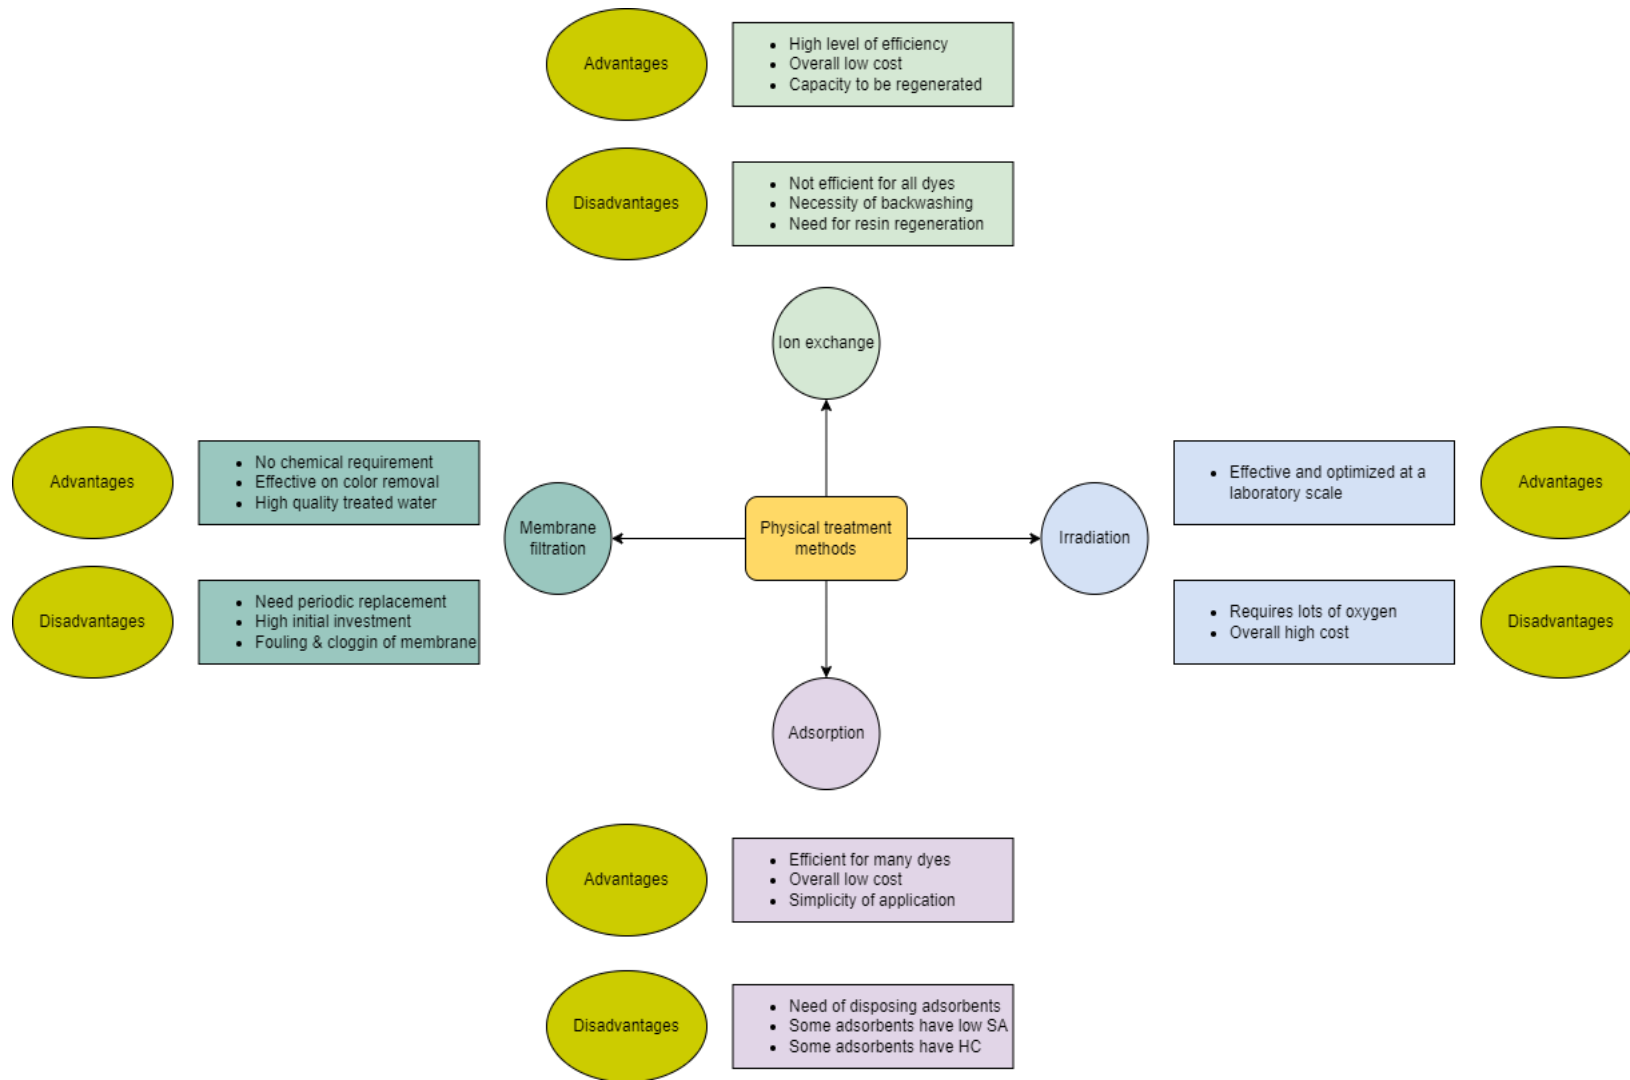 Advantages
• High level of efficiency
• Overall low cost
• Capacity to be regenerated
Disadvantages
• Not efficient for all dyes
• Necessity of backwashing
• Need for resin regeneration
Ion exchange
Advantages
• No chemical requirement
• Effective on color removal
• High quality treated water
Disadvantages
• Need periodic replacement
• High initial investment
• Fouling & cloggin of membrane
Membrane
filtration
Physical treatment
methods
Irradiation
• Effective and optimized at a
laboratory scale
Advantages
• Requires lots of oxygen
• Overall high cost
Disadvantages
Adsorption
Advantages
• Efficient for many dyes
• Overall low cost
• Simplicity of application
Disadvantages
• Need of disposing adsorbents
• Some adsorbents have low SA
• Some adsorbents have HC